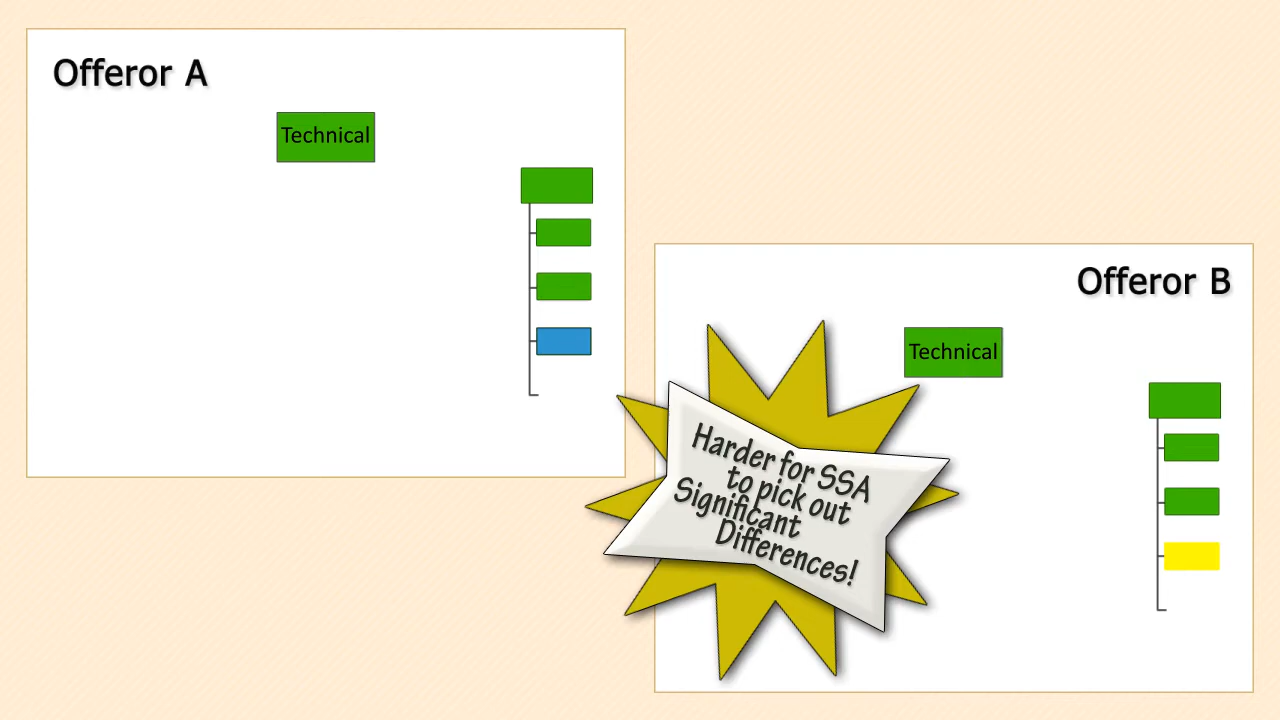 Offeror A
Technical
Offeror B
Technical
Harder for SSA
to pick out
Significant
Differences!